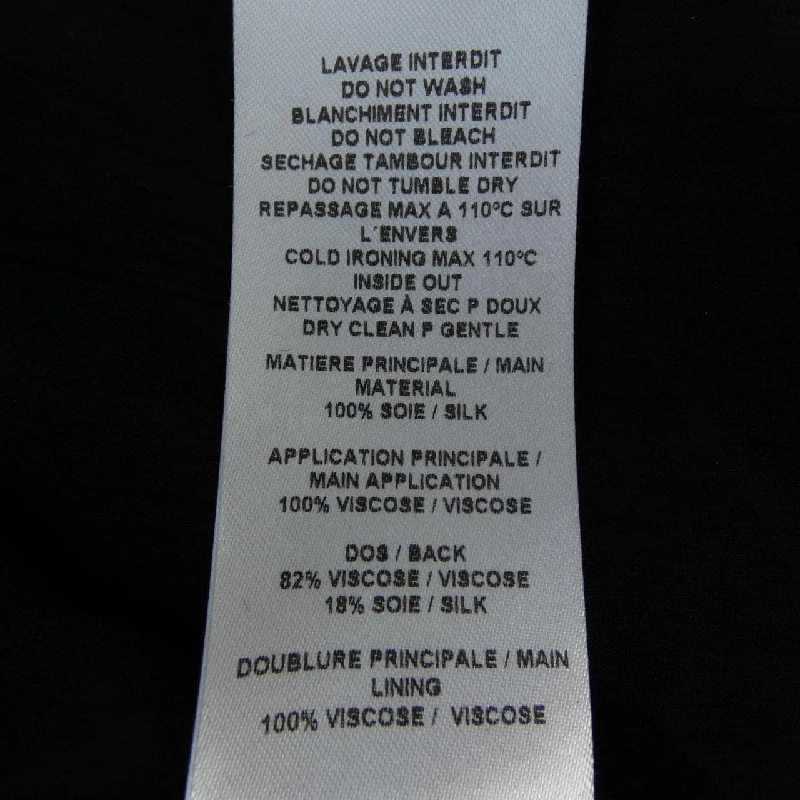 LAVAGE INTERDIT
DO NOT WASH
BLANCHIMENT INTERDIT
DO NOT BLEACH
SECHAGE TAMBOUR INTERDIT
DO NOT TUMBLE DRY
REPASSAGE MAX A 110°C SUR
L'ENVERS
COLD IRONING MAX 110°C
INSIDE OUT
NETTOYAGE À SEC P DOUX
DRY CLEAN P GENTLE
MATIERE PRINCIPALE / MAIN
MATERIAL
100% SOIE / SILK
APPLICATION PRINCIPALE /
MAIN APPLICATION
100% VISCOSE / VISCOSE
DOS / BACK
82% VISCOSE / VISCOSE
18% SOIE / SILK
DOUBLURE PRINCIPALE / MAIN
LINING
100% VISCOSE / VISCOSE